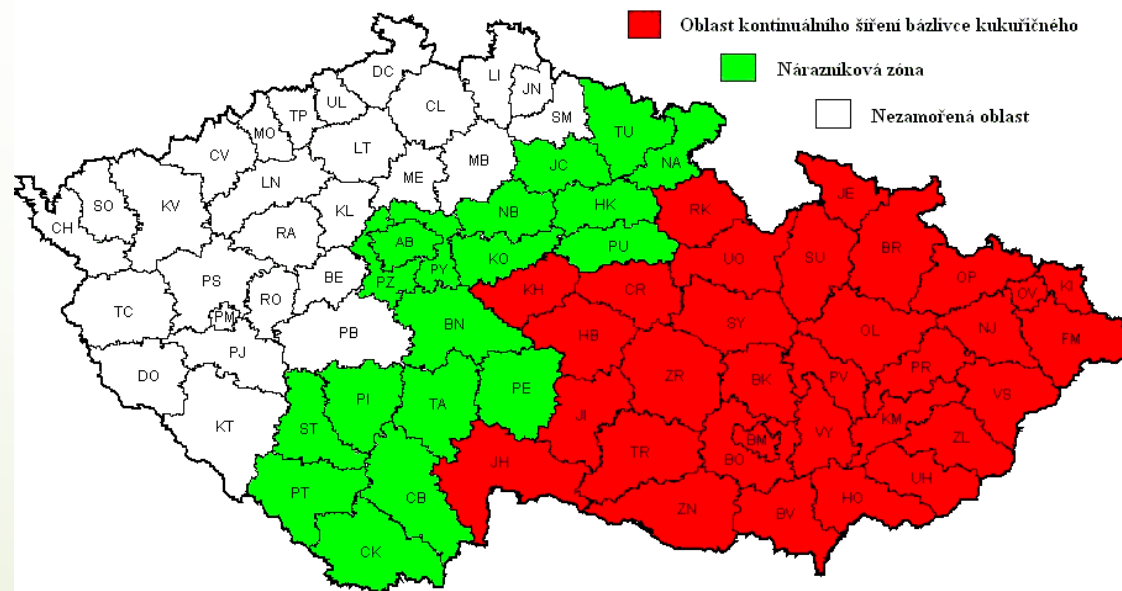 Oblast kontinuálního šíření bázlivce kukuřičného
Nárazníková zóna
Nezamořená oblast
DC
LI
JN
UL
TP
CL
SM
MO
CV
LT
MB
TU
JC
NA
ME
LN
SO
KV
KL
CH
RA
NB
HK
RK
JE
AB
KO
PU
BR
UO
SU
PY
PZ
BE
PS
RO
OP
KI
OV
KH
CR
TC
PM
SY
PB
BN
HB
OL
NJ
FM
PJ
DO
ZR
BK
PV
PR
VS
PE
PI
TA
KT
ST
JI
KM
VY
BM
ZL
JH
TR
BO
UH
PT
CB
HO
ZN
BV
CK